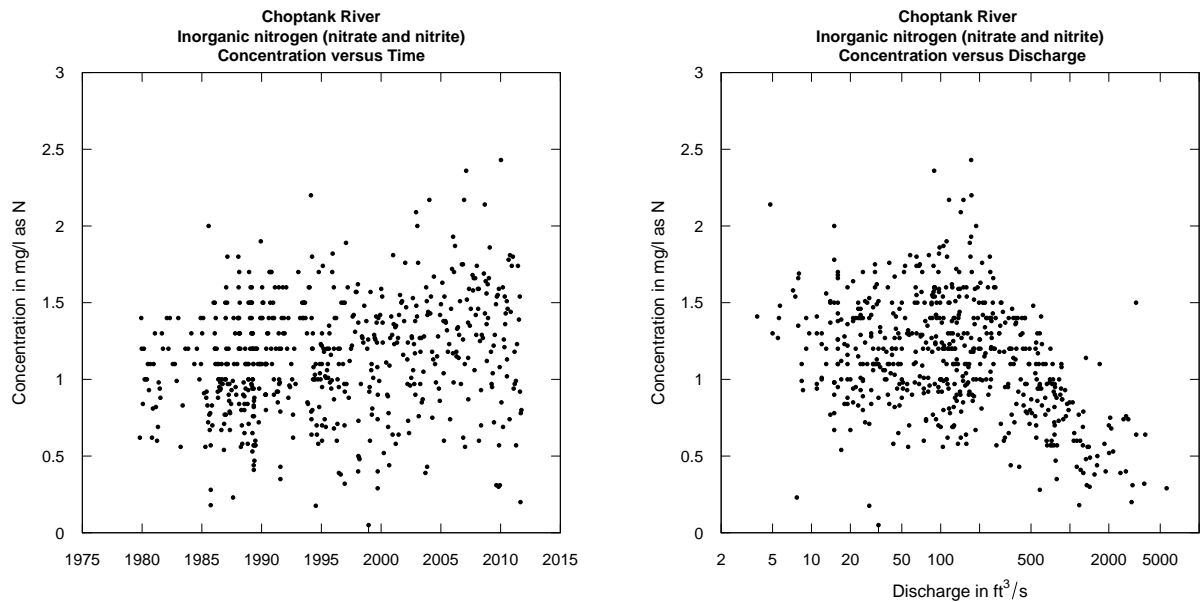 Choptank River
Inorganic nitrogen (nitrate and nitrite)
Concentration versus Time
3
2.5
2
1.5
1
0.5
0
Concentration in mg/l as N
1975 1980 1985 1990 1995 2000 2005 2010 2015
Choptank River
Inorganic nitrogen (nitrate and nitrite)
Concentration versus Discharge
3
2.5
2
1.5
1
0.5
0
Concentration in mg/l as N
2 5 10 20 50 100 500 2000 5000
Discharge in ft³/s